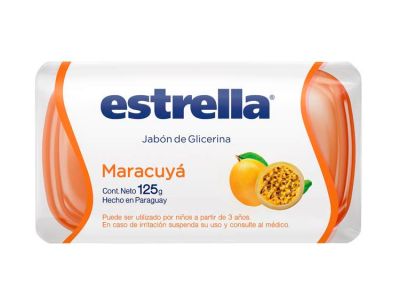 estrella®
Jabón de Glicerina
Maracuyá
Cont. Neto 125g
Hecho en Paraguay
Puede ser utilizado por niños a partir de 3 años.
En caso de irritación suspenda su uso y consulte al médico.